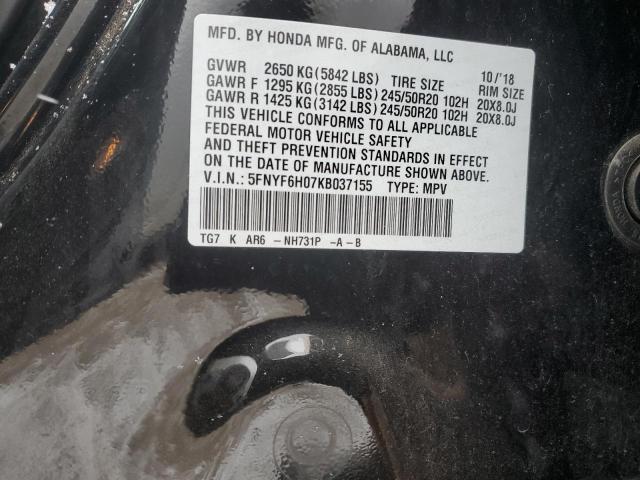 MFD. BY HONDA MFG. OF ALABAMA, LLC
10/'18
GVWR 2650 KG (5842 LBS) TIRE SIZE RIM SIZE
GAWR F 1295 KG (2855 LBS) 245/50R20 102H 20X8.0J
GAWR R 1425 KG (3142 LBS) 245/50R20 102H 20X8.0J
THIS VEHICLE CONFORMS TO ALL APPLICABLE
FEDERAL MOTOR VEHICLE SAFETY
AND THEFT PREVENTION STANDARDS IN EFFECT
ON THE DATE OF MANUFACTURE SHOWN ABOVE.
V.I.N.: 5FNYF6H07KB037155 TYPE: MPV
TG7 K AR6 -NH731P -A-B